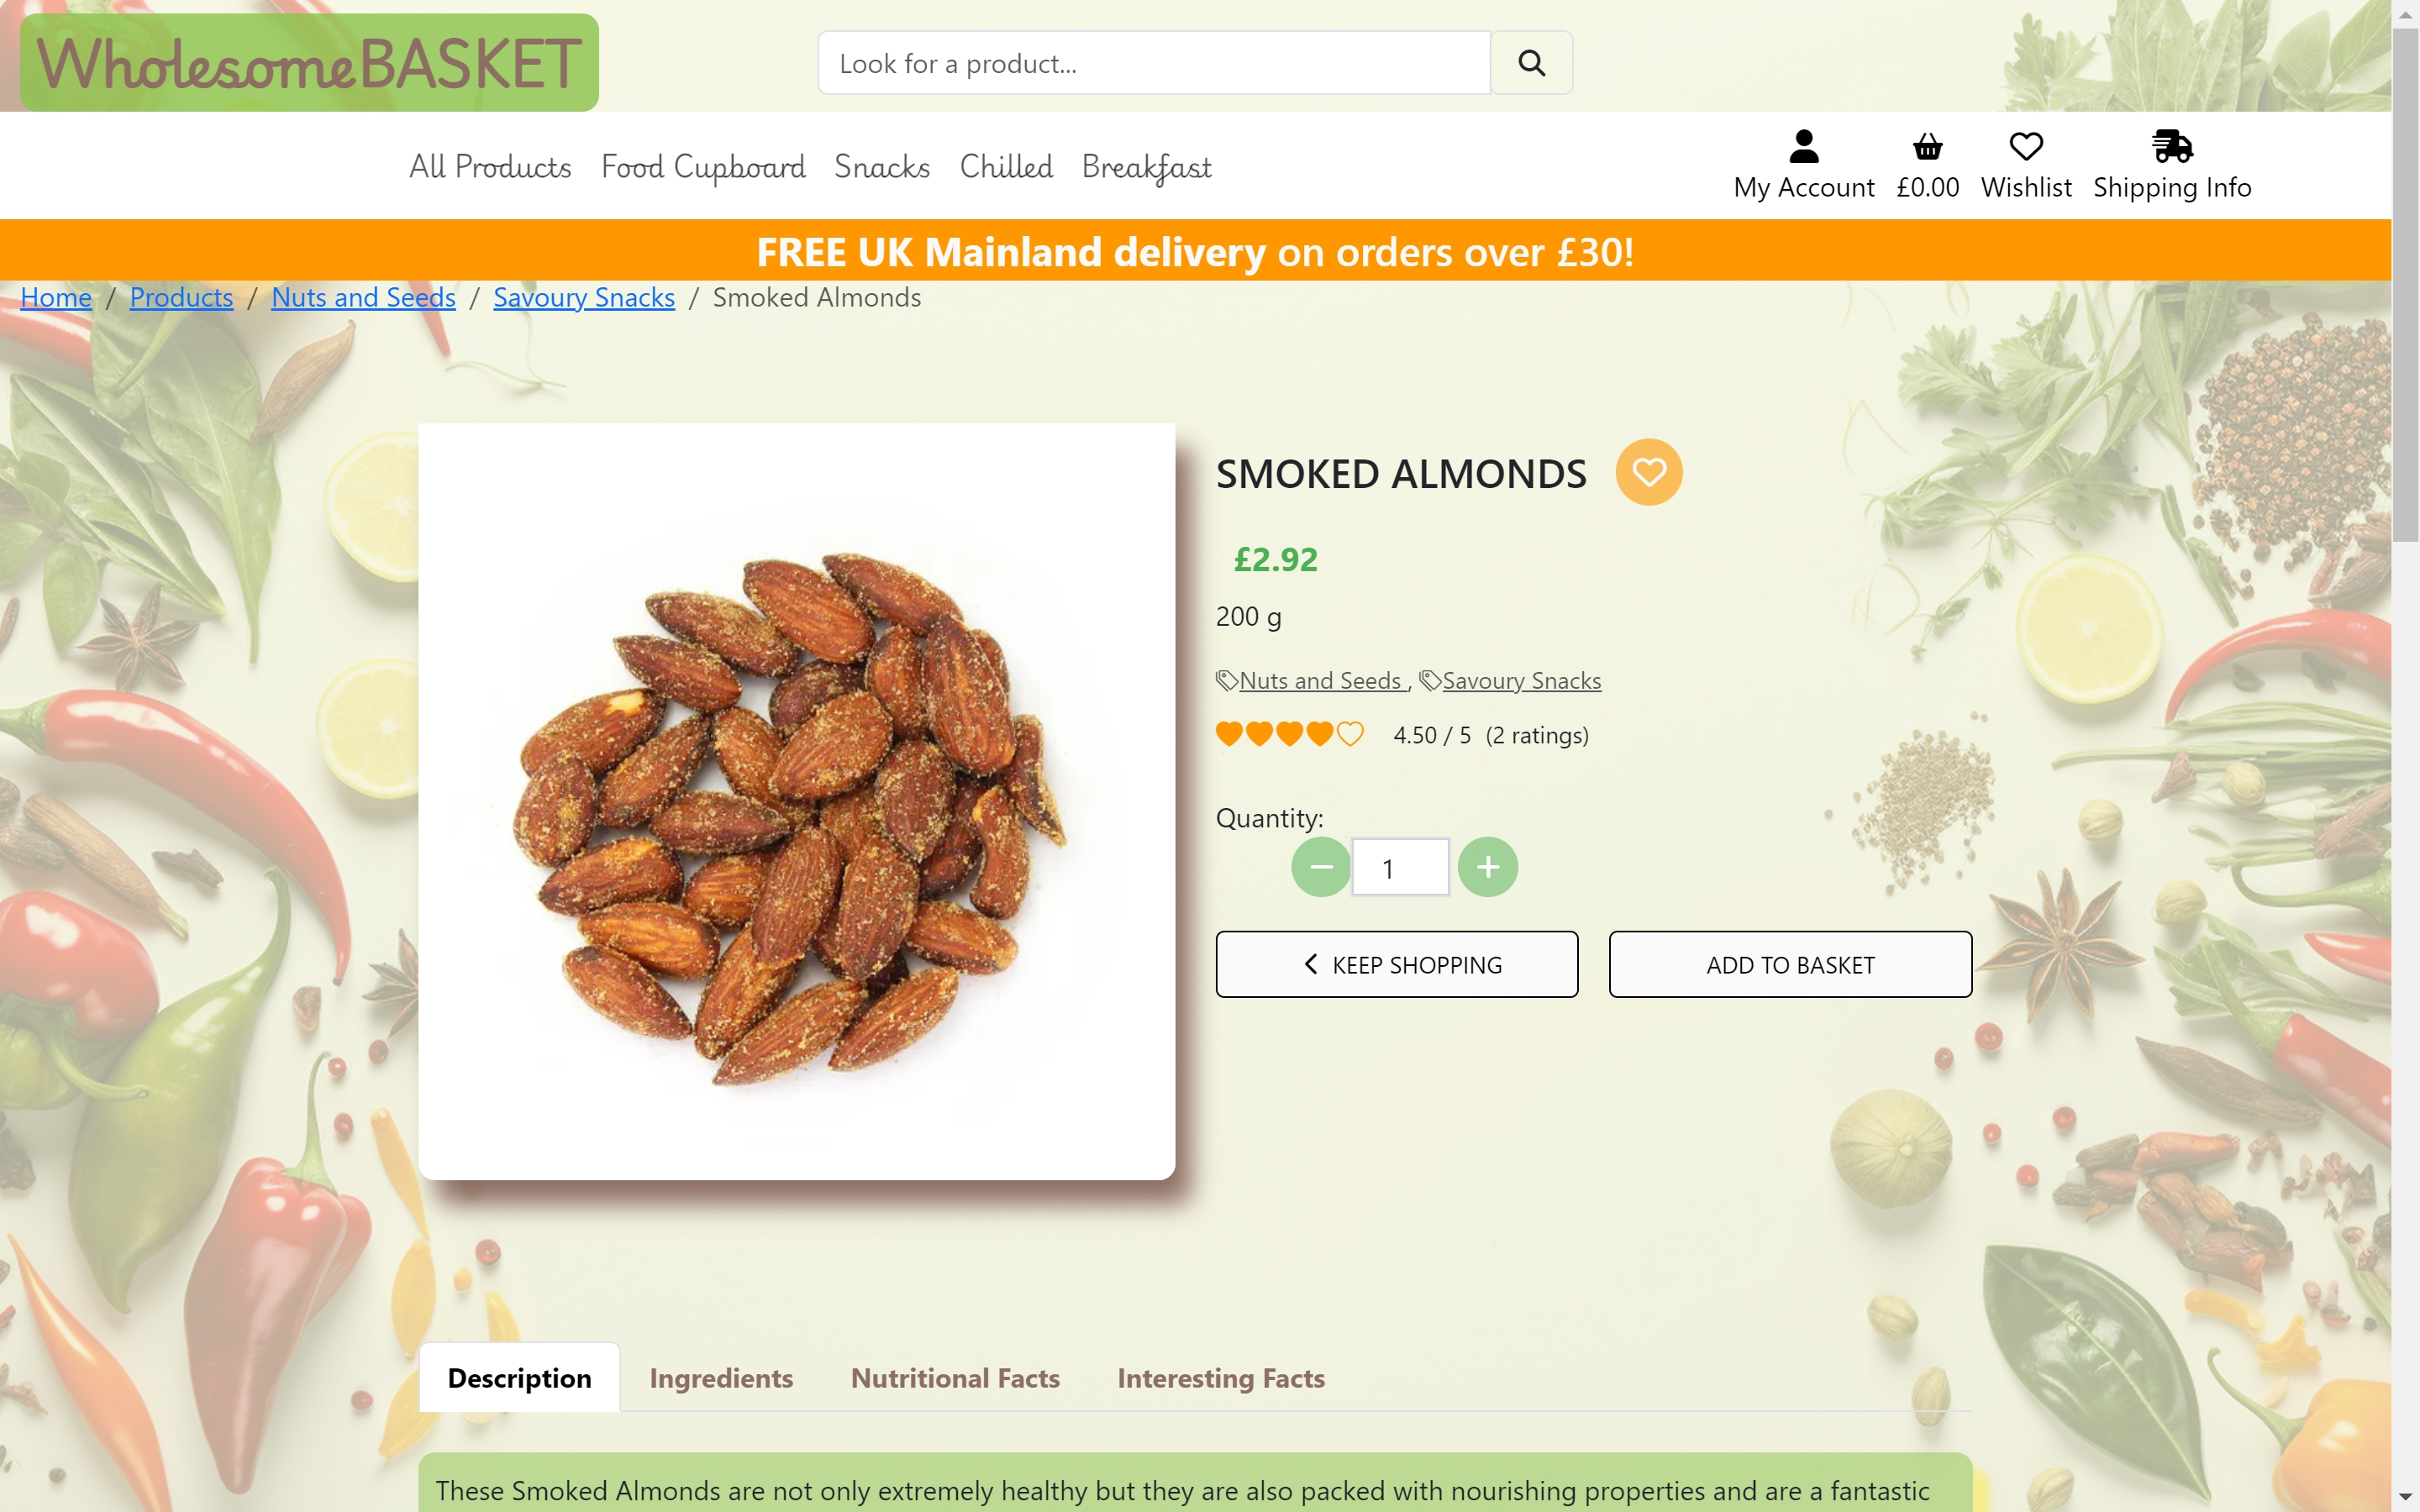 WholesomeBASKET
Look for a product...
All Products Food Cupboard Snacks Chilled Breakfast
My Account £0.00 Wishlist Shipping Info
FREE UK Mainland delivery on orders over £30!
Home / Products / Nuts and Seeds / Savoury Snacks / Smoked Almonds
SMOKED ALMONDS
£2.92
200 g
Nuts and Seeds , Savoury Snacks
4.50 / 5 (2 ratings)
Quantity:
1
KEEP SHOPPING ADD TO BASKET
Description Ingredients Nutritional Facts Interesting Facts
These Smoked Almonds are not only extremely healthy but they are also packed with nourishing properties and are a fantastic